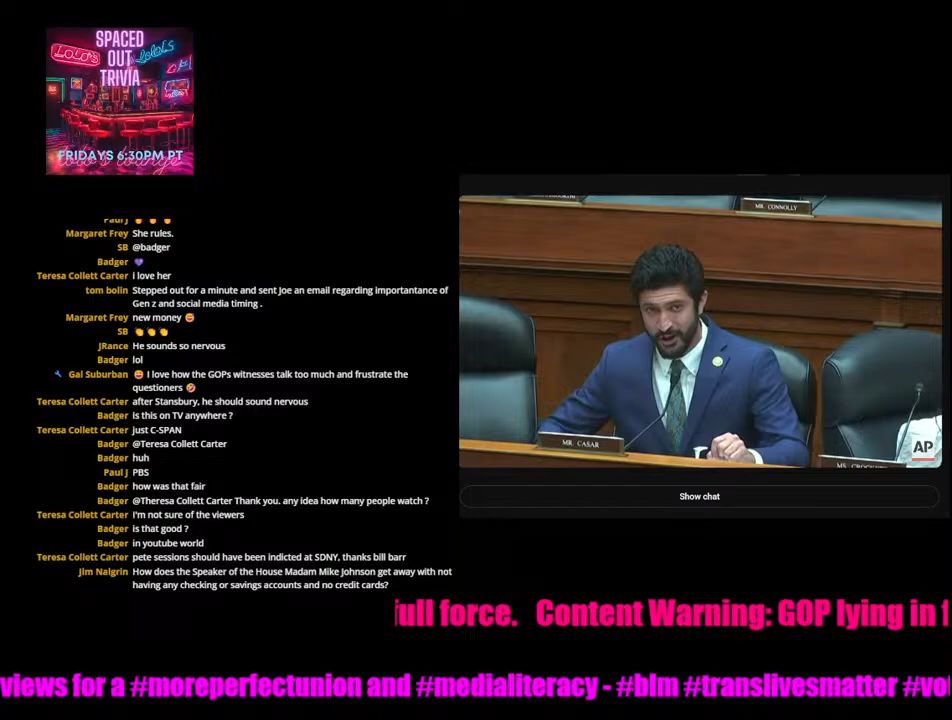 SPACED
OUT
TRIVIA
LOLO'S
FRIDAYS 6:30PM PT
lolo's lounge
Paul J 👏 👏 👏
Margaret Frey She rules.
SB @badger
Badger 💜
Teresa Collett Carter i love her
tom bolin Stepped out for a minute and sent Joe an email regarding importantance of
Gen z and social media timing .
Margaret Frey new money 😅
SB 👏 👏 👏
JRance He sounds so nervous
Badger lol
Gal Suburban 🤩 I love how the GOPs witnesses talk too much and frustrate the
questioners 🤣
Teresa Collett Carter after Stansbury, he should sound nervous
Badger is this on TV anywhere ?
Teresa Collett Carter just C-SPAN
Badger @Teresa Collett Carter
Badger huh
Paul J PBS
Badger how was that fair
Badger @Theresa Collett Carter Thank you. any idea how many people watch ?
Teresa Collett Carter I'm not sure of the viewers
Badger is that good ?
Badger in youtube world
Teresa Collett Carter pete sessions should have been indicted at SDNY, thanks bill barr
Jim Nalgrin How does the Speaker of the House Madam Mike Johnson get away with not
having any checking or savings accounts and no credit cards?
MR. CONNOLLY
MR. CASAR
AP
Show chat
full force. Content Warning: GOP lying in
views for a #moreperfectunion and #medialiteracy - #blm #translivesmatter